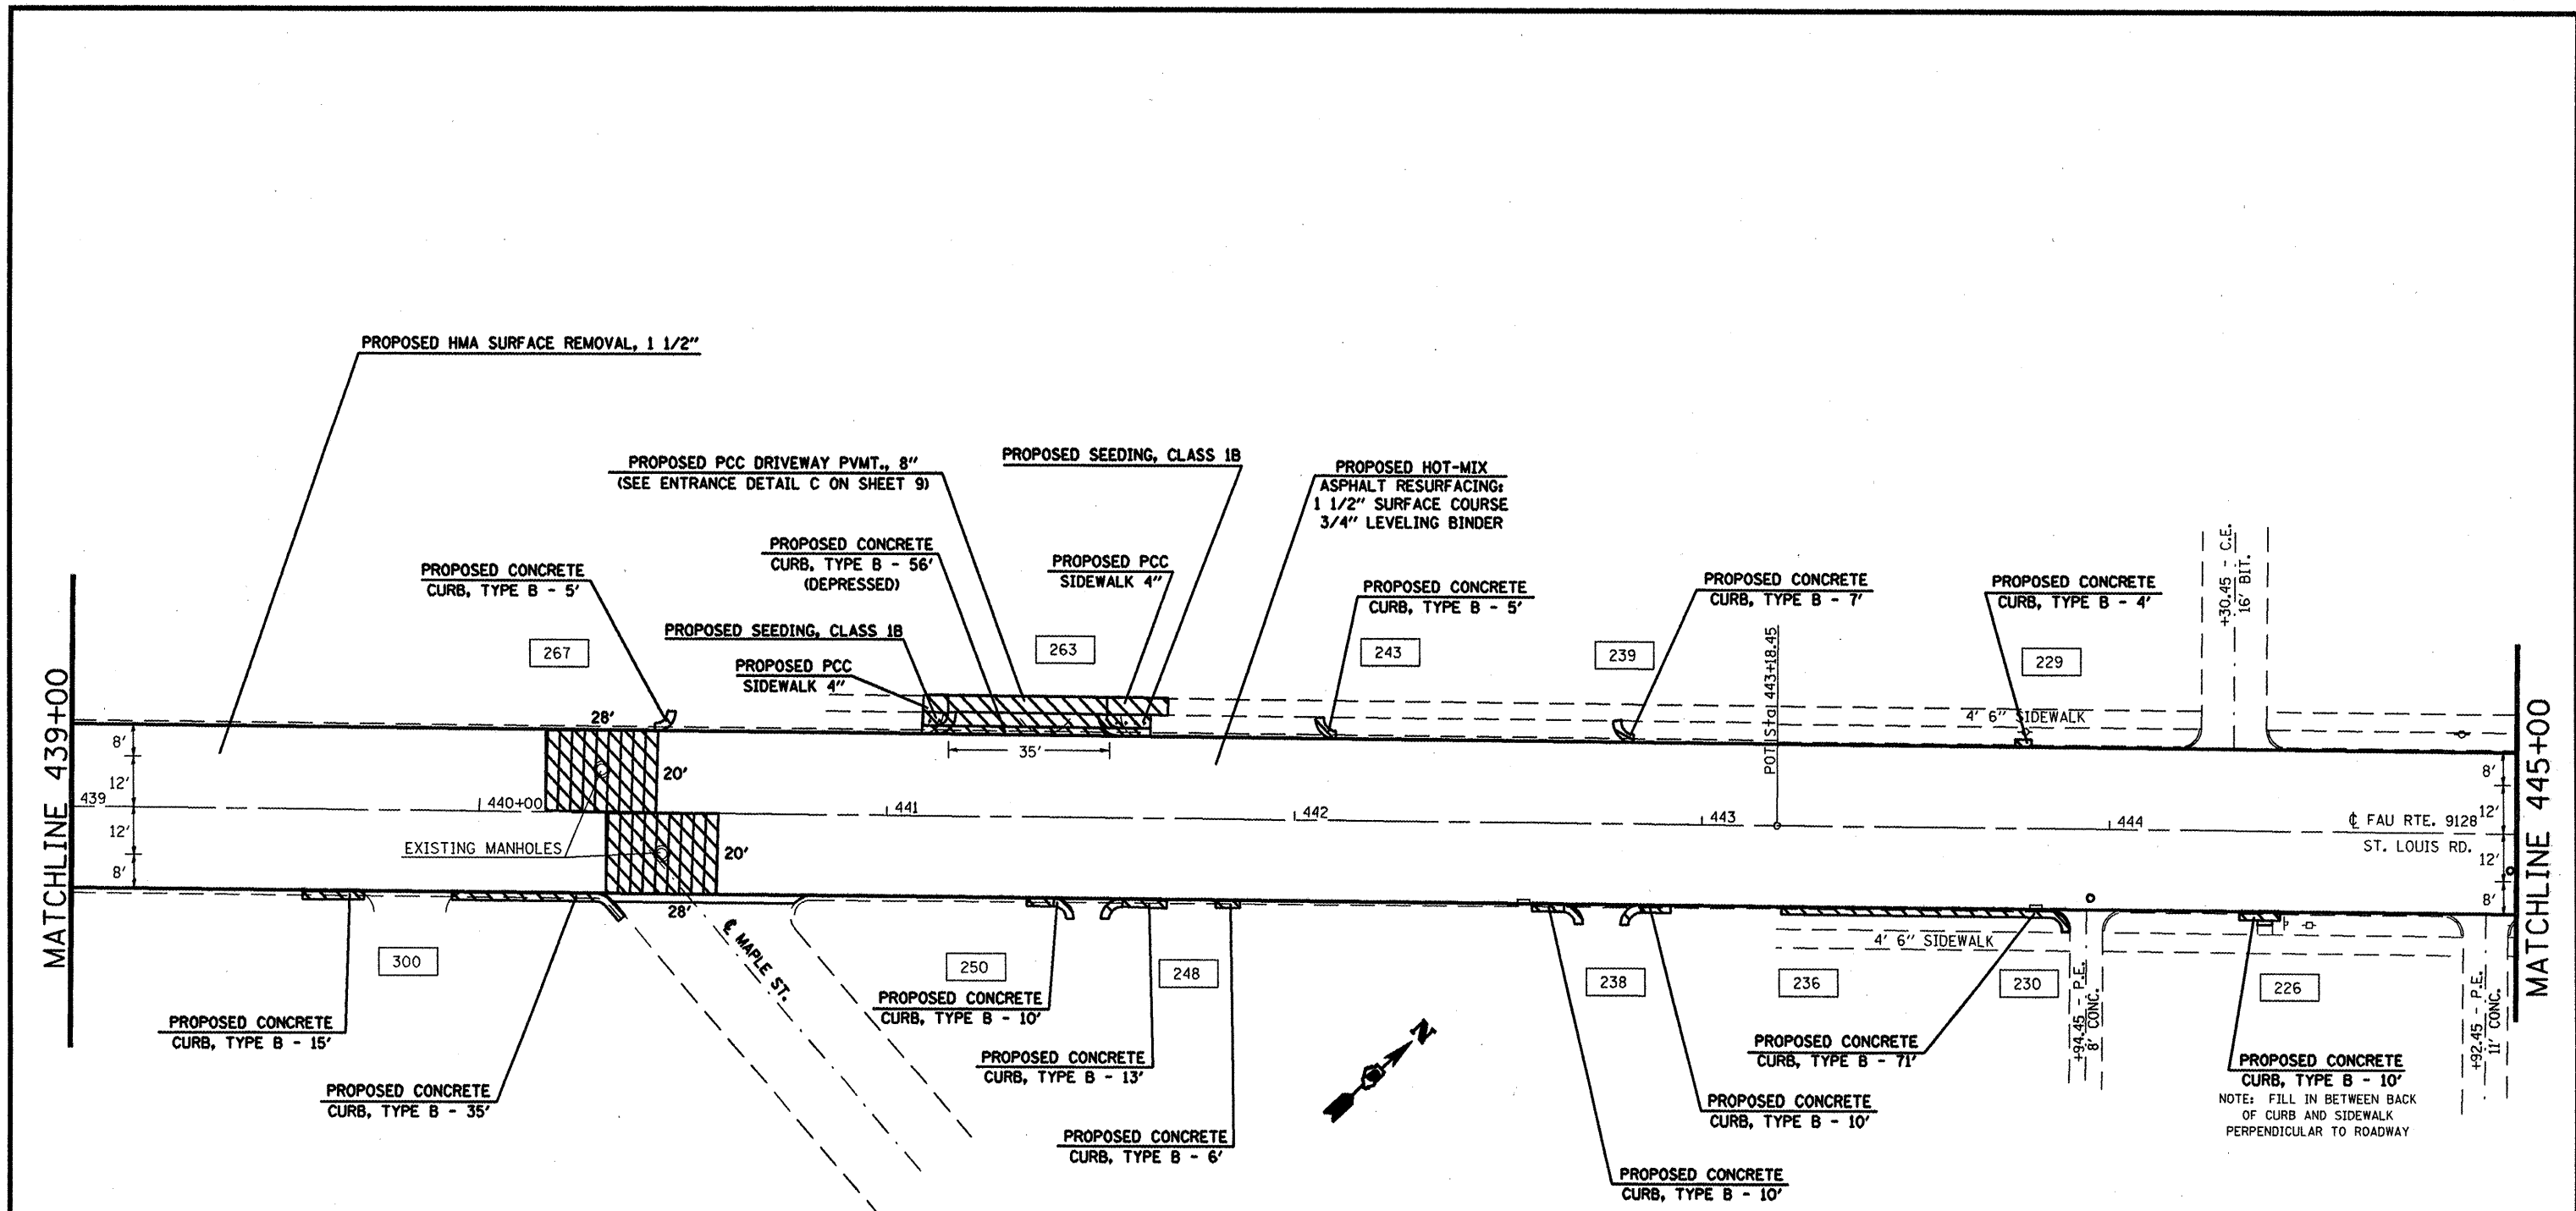 PROPOSED HMA SURFACE REMOVAL, 1 1/2"
PROPOSED PCC DRIVEWAY PVMT., 8"
(SEE ENTRANCE DETAIL C ON SHEET 9)
PROPOSED SEEDING, CLASS 1B
PROPOSED HOT-MIX
ASPHALT RESURFACING:
1 1/2" SURFACE COURSE
3/4" LEVELING BINDER
PROPOSED CONCRETE
CURB, TYPE B - 56'
(DEPRESSED)
PROPOSED PCC
SIDEWALK 4"
PROPOSED CONCRETE
CURB, TYPE B - 5'
PROPOSED CONCRETE
CURB, TYPE B - 5'
PROPOSED CONCRETE
CURB, TYPE B - 7'
PROPOSED CONCRETE
CURB, TYPE B - 4'
+30.45 - C.E.
16' BIT.
PROPOSED SEEDING, CLASS 1B
PROPOSED PCC
SIDEWALK 4"
267
263
243
239
229
POT Sta 443+18.45
4' 6" SIDEWALK
MATCHLINE 439+00
MATCHLINE 445+00
28'
35'
20'
20'
28'
8'
12'
12'
8'
439
440+00
441
442
443
444
EXISTING MANHOLES
℄ FAU RTE. 9128
ST. LOUIS RD.
8'
12'
12'
8'
℄ MAPLE ST.
4' 6" SIDEWALK
300
250
248
238
236
230
226
PROPOSED CONCRETE
CURB, TYPE B - 15'
PROPOSED CONCRETE
CURB, TYPE B - 35'
PROPOSED CONCRETE
CURB, TYPE B - 10'
PROPOSED CONCRETE
CURB, TYPE B - 13'
PROPOSED CONCRETE
CURB, TYPE B - 6'
N
PROPOSED CONCRETE
CURB, TYPE B - 10'
PROPOSED CONCRETE
CURB, TYPE B - 10'
PROPOSED CONCRETE
CURB, TYPE B - 71'
+94.45 - P.E.
8' CONC.
PROPOSED CONCRETE
CURB, TYPE B - 10'
NOTE: FILL IN BETWEEN BACK
OF CURB AND SIDEWALK
PERPENDICULAR TO ROADWAY
+92.45 - P.E.
11' CONC.